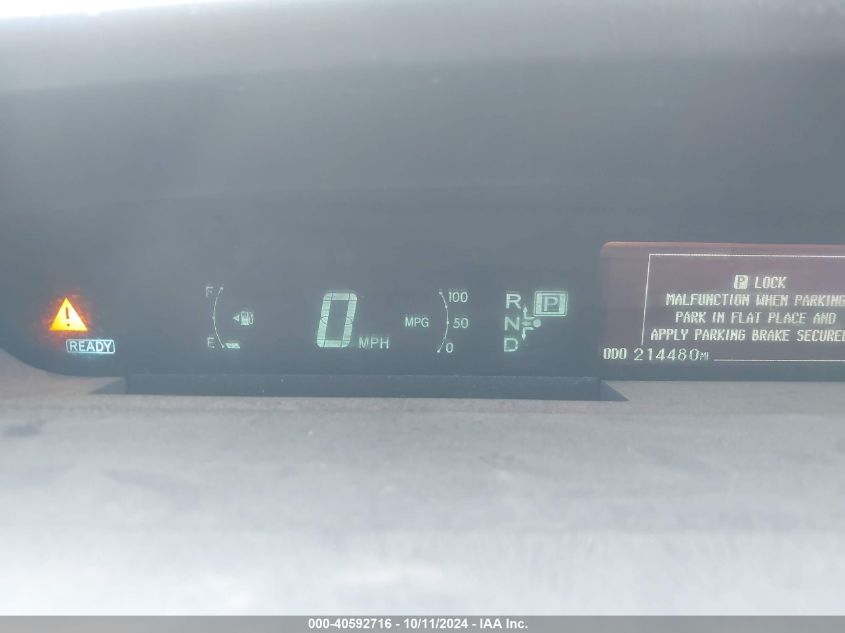 F
E
READY
0 MPH
MPG
100
50
0
R
N
D
P
P LOCK
MALFUNCTION WHEN PARKING
PARK IN FLAT PLACE AND
APPLY PARKING BRAKE
ODO 214480MI
000-40592716 - 10/11/2024 - IAA Inc.